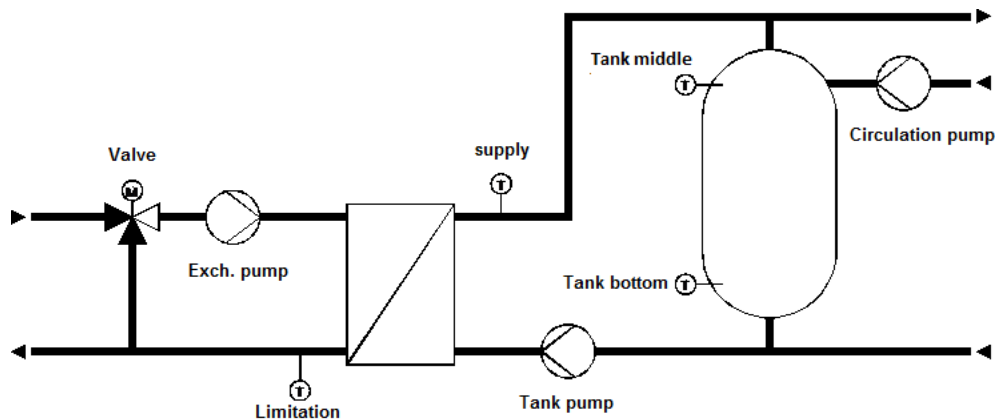 Tank middle
T
Circulation pump
Valve
M
supply
T
Exch. pump
Tank bottom
T
T
Limitation
Tank pump